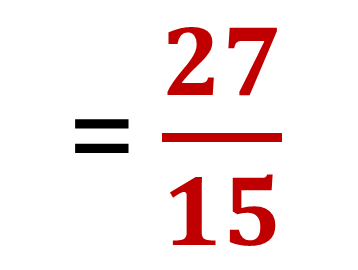 27
= —
15